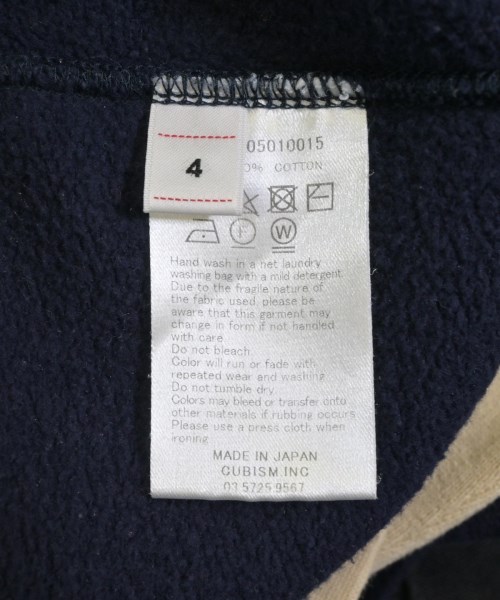 4
05010015
0% COTTON
F W
Hand wash in a net laundry
washing bag with a mild detergent.
Due to the fragile nature of
the fabric used, please be
aware that this garment may
change in form if not handled
with care.
Do not bleach.
Color will run or fade with
repeated wear and washing.
Do not tumble dry.
Colors may bleed or transfer onto
other materials if rubbing occurs.
Please use a press cloth when
ironing.
MADE IN JAPAN
CUBISM.INC
03 5725 9567